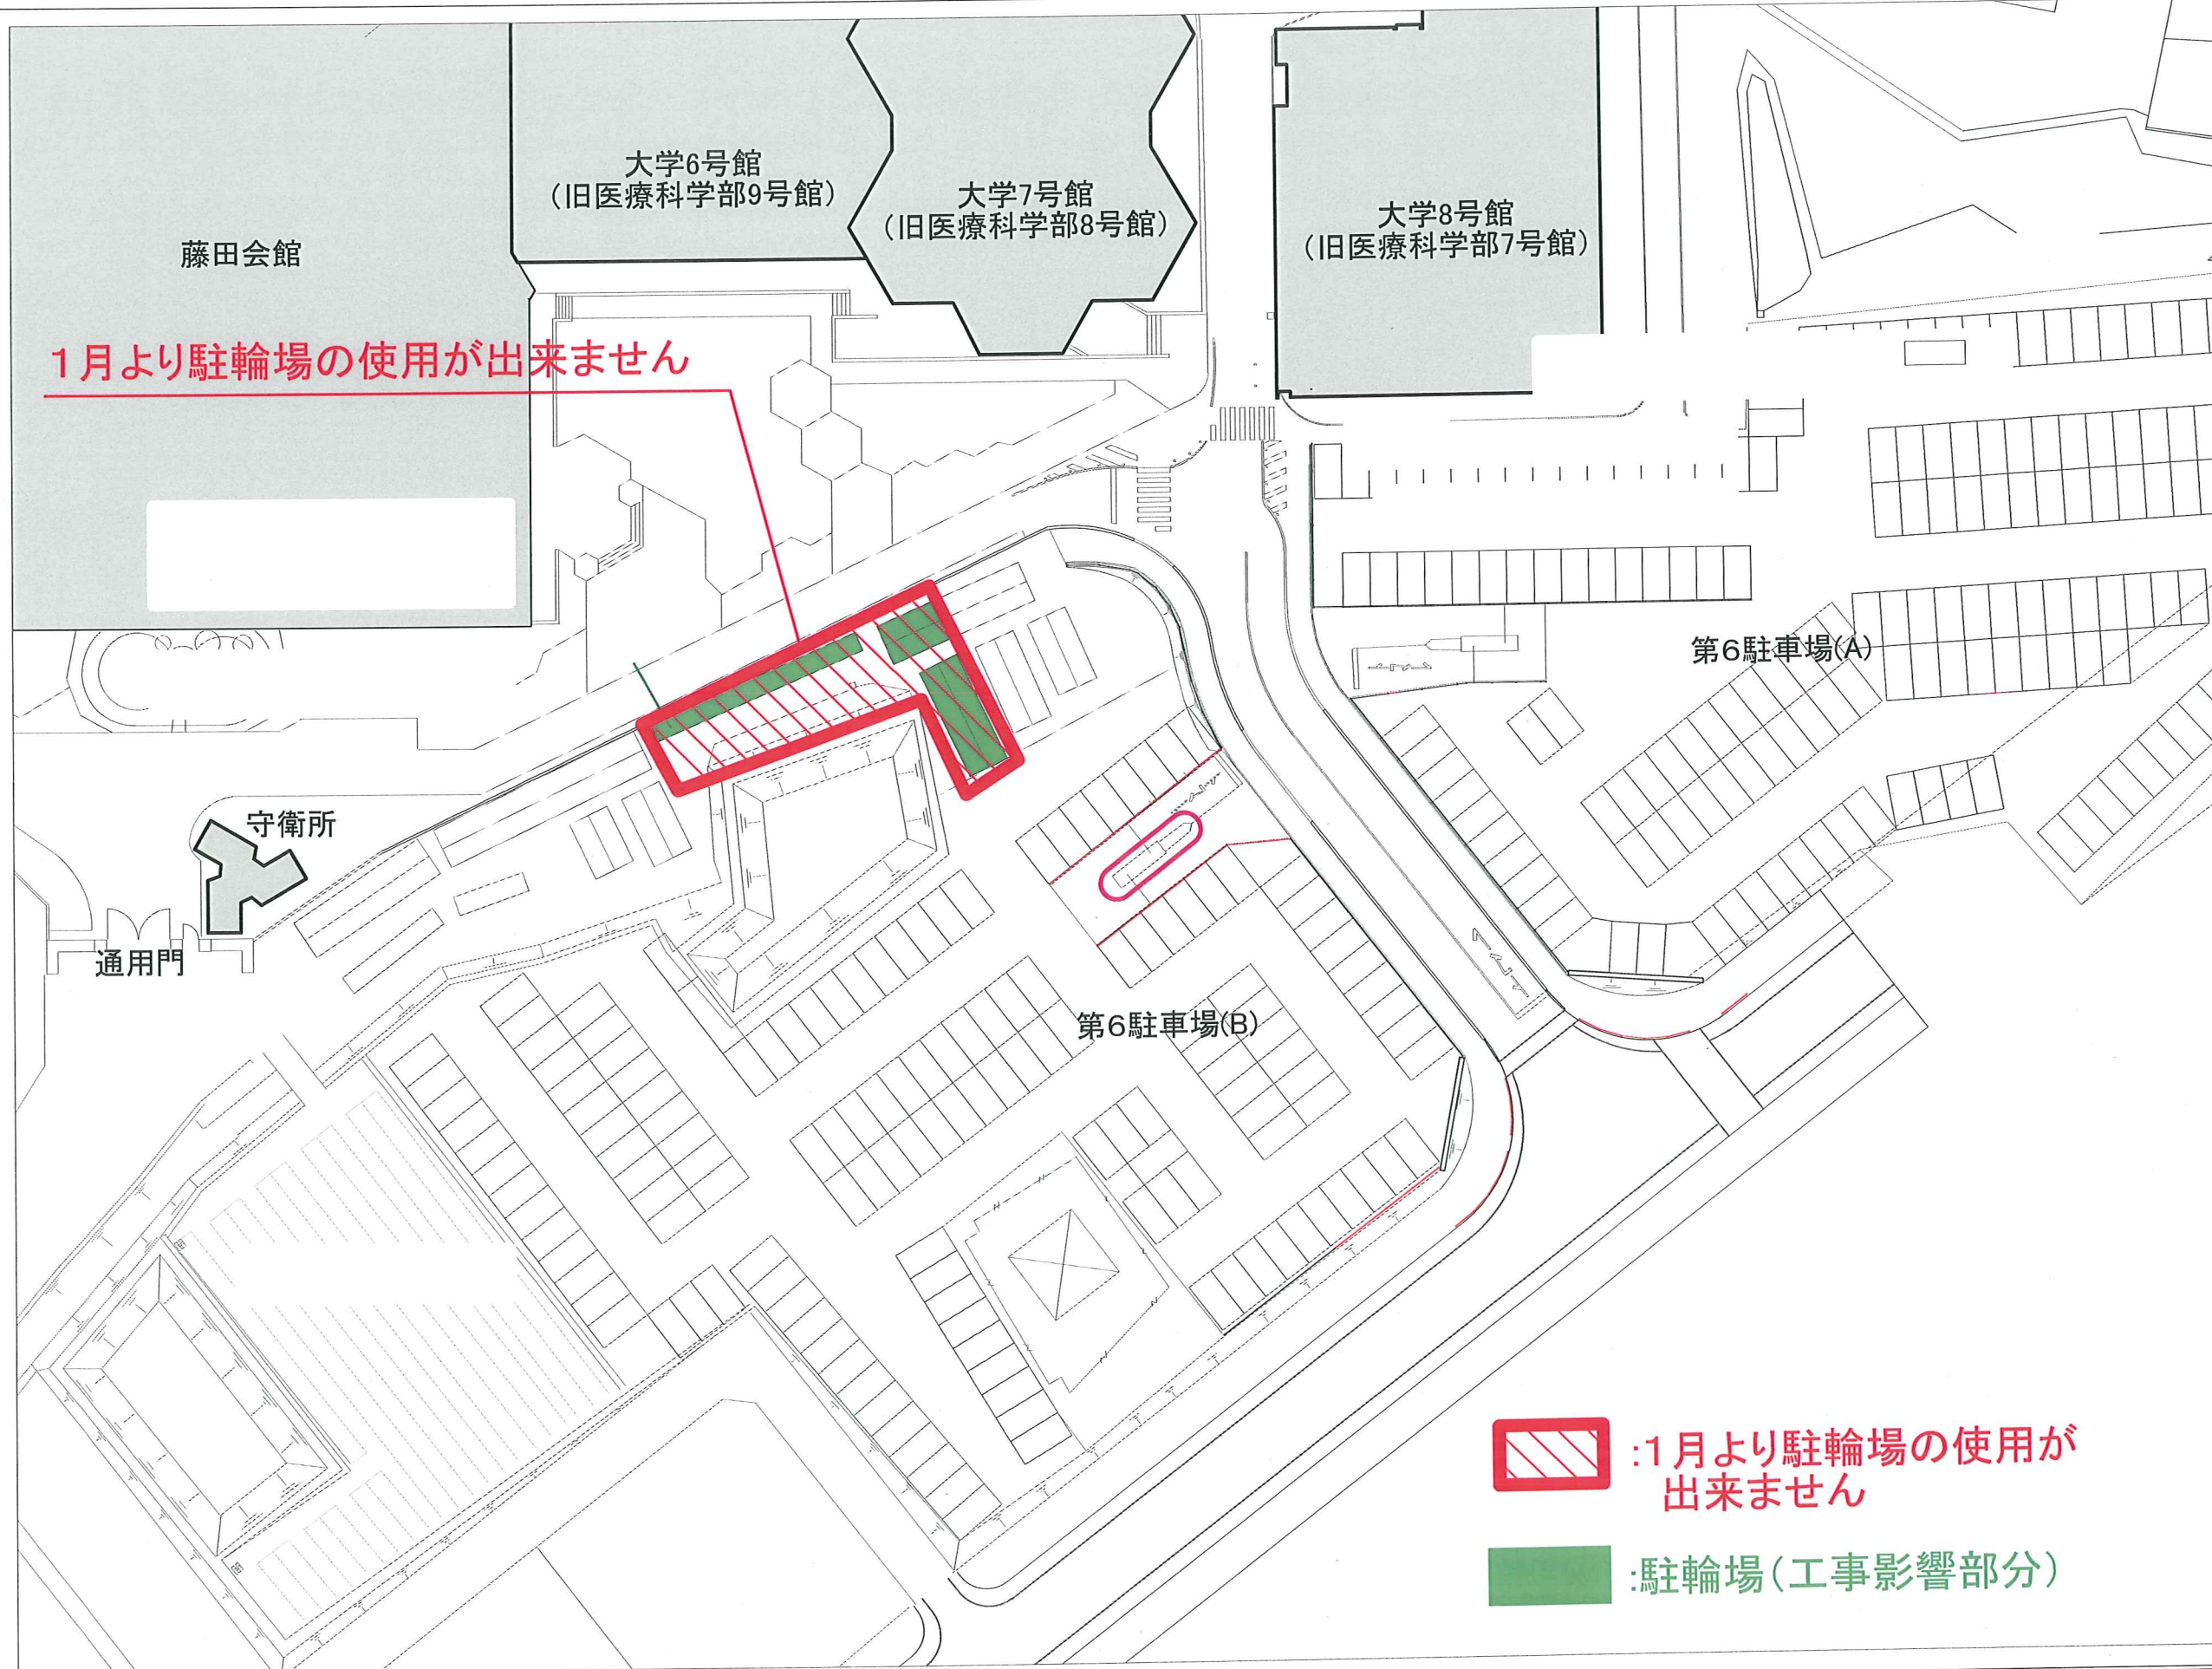 大学6号館
(旧医療科学部9号館)
大学7号館
(旧医療科学部8号館)
大学8号館
(旧医療科学部7号館)
藤田会館
1月より駐輪場の使用が出来ません
第6駐車場(A)
守衛所
通用門
第6駐車場(B)
:1月より駐輪場の使用が
出来ません
:駐輪場(工事影響部分)